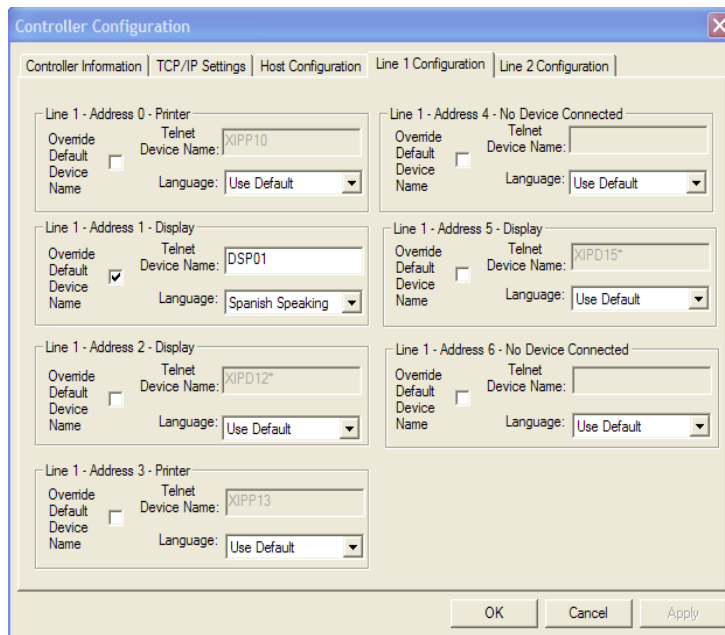 Controller Configuration
Controller Information
TCP/IP Settings
Host Configuration
Line 1 Configuration
Line 2 Configuration
Line 1 - Address 0 - Printer
Override Default Device Name
Telnet Device Name:
XIPP10
Language:
Use Default
Line 1 - Address 1 - Display
Override Default Device Name
Telnet Device Name:
DSP01
Language:
Spanish Speaking
Line 1 - Address 2 - Display
Override Default Device Name
Telnet Device Name:
XIPD12*
Language:
Use Default
Line 1 - Address 3 - Printer
Override Default Device Name
Telnet Device Name:
XIPP13
Language:
Use Default
Line 1 - Address 4 - No Device Connected
Override Default Device Name
Telnet Device Name:
Language:
Use Default
Line 1 - Address 5 - Display
Override Default Device Name
Telnet Device Name:
XIPD15*
Language:
Use Default
Line 1 - Address 6 - No Device Connected
Override Default Device Name
Telnet Device Name:
Language:
Use Default
OK
Cancel
Apply